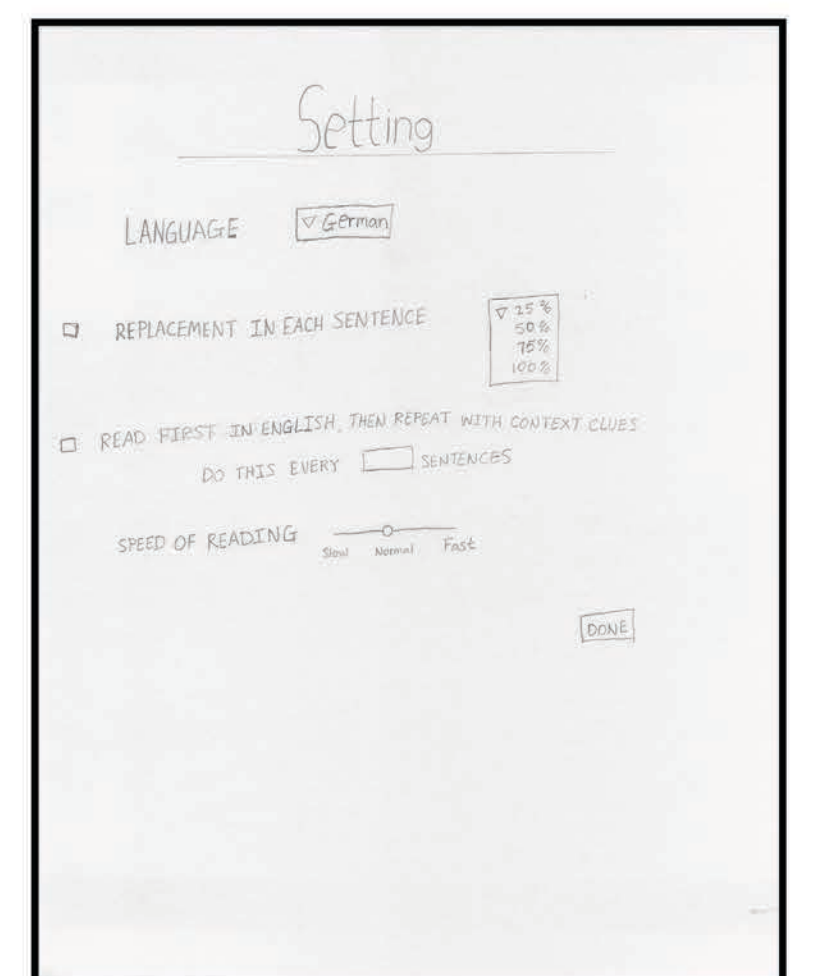 Setting
LANGUAGE ▽ German
REPLACEMENT IN EACH SENTENCE ▽ 25%
50%
75%
100%
READ FIRST IN ENGLISH, THEN REPEAT WITH CONTEXT CLUES
DO THIS EVERY SENTENCES
SPEED OF READING
Slow Normal Fast
DONE